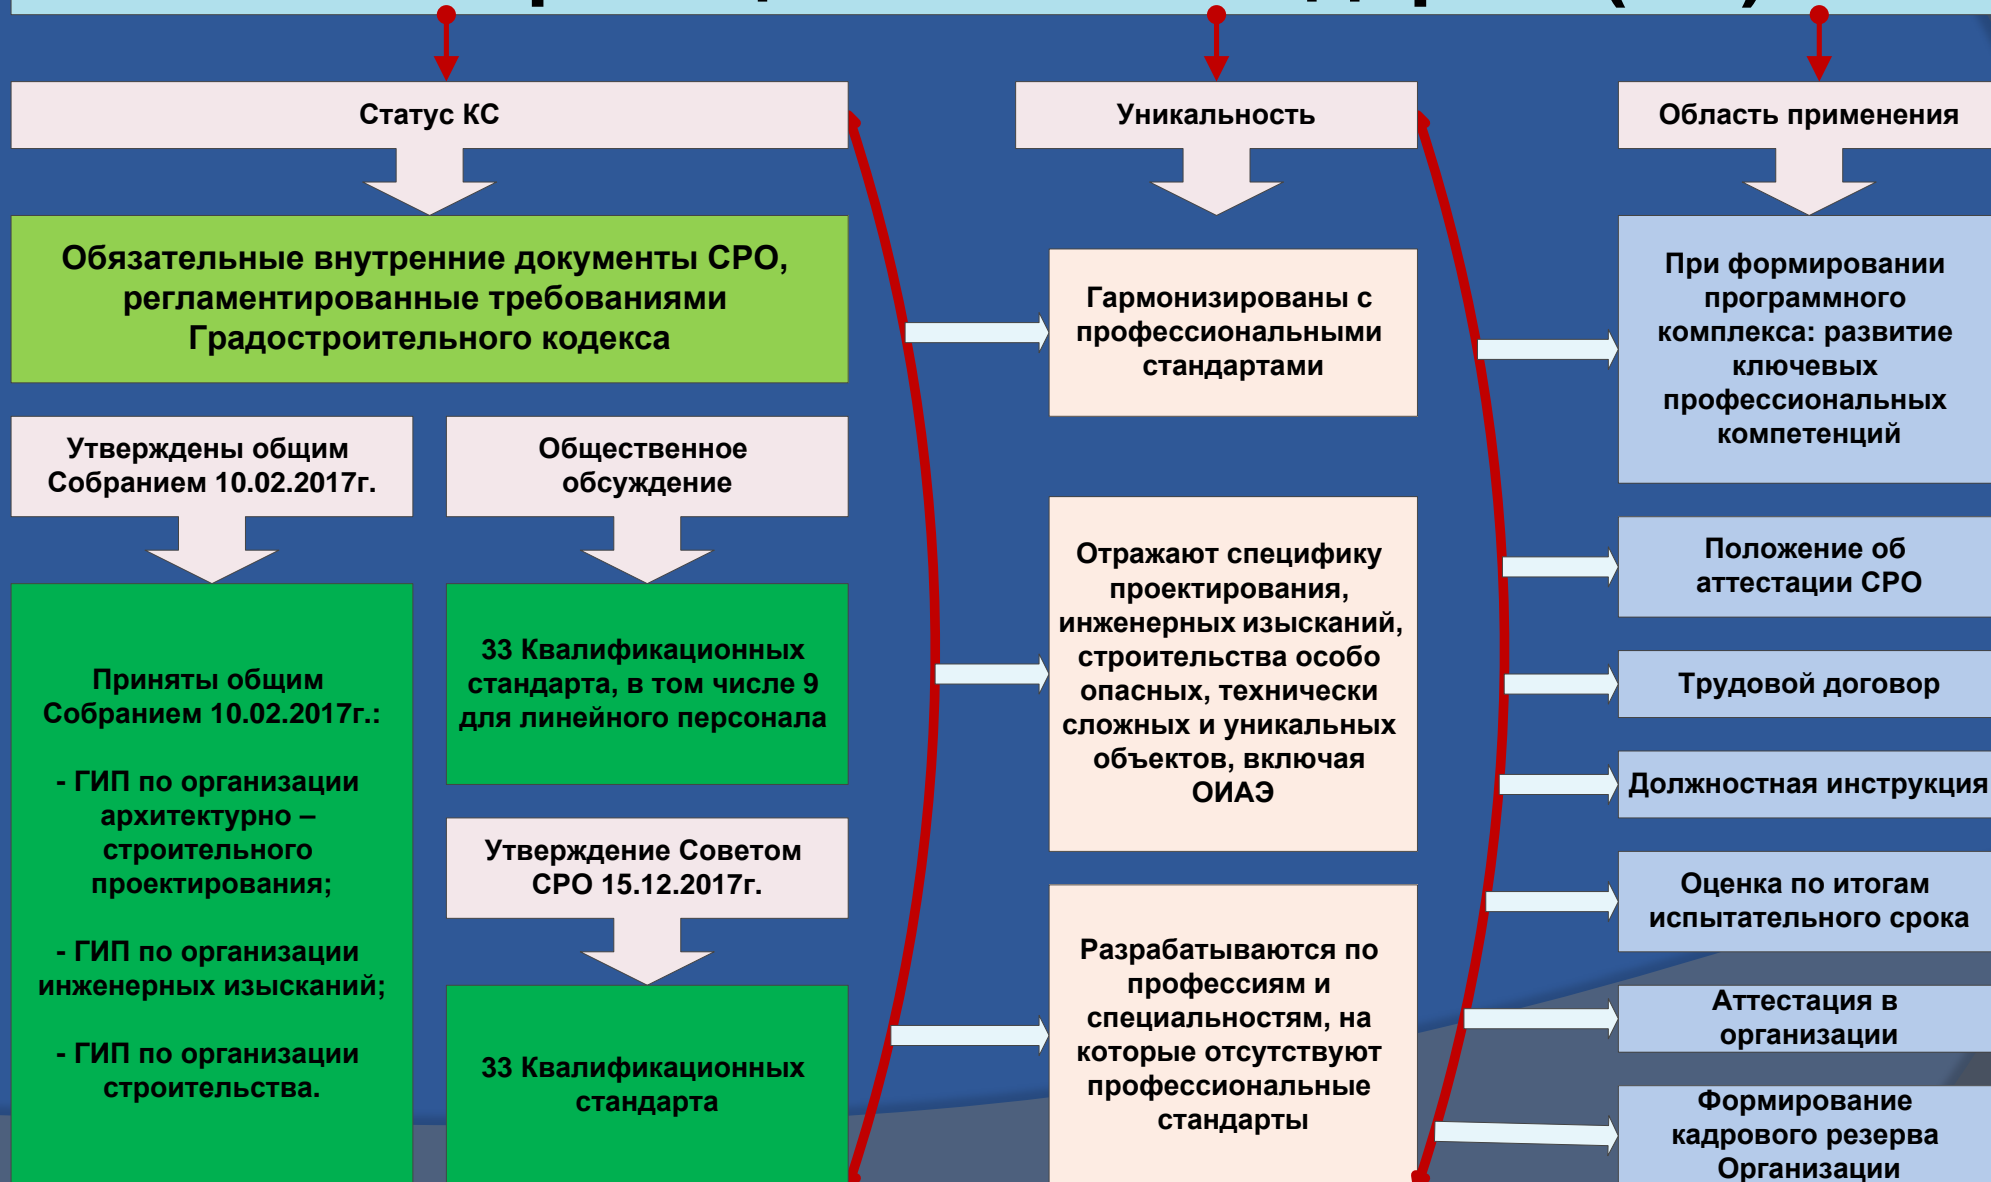 Статус КС
Обязательные внутренние документы СРО,
регламентированные требованиями
Градостроительного кодекса
Утверждены общим
Собранием 10.02.2017г.
Приняты общим
Собранием 10.02.2017г.:
- ГИП по организации
архитектурно –
строительного
проектирования;
- ГИП по организации
инженерных изысканий;
- ГИП по организации
строительства.
Общественное
обсуждение
33 Квалификационных
стандарта, в том числе 9
для линейного персонала
Утверждение Советом
СРО 15.12.2017г.
33 Квалификационных
стандарта
Уникальность
Гармонизированы с
профессиональными
стандартами
Отражают специфику
проектирования,
инженерных изысканий,
строительства особо
опасных, технически
сложных и уникальных
объектов, включая
ОИАЭ
Разрабатываются по
профессиям и
специальностям, на
которые отсутствуют
профессиональные
стандарты
Область применения
При формировании
программного
комплекса: развитие
ключевых
профессиональных
компетенций
Положение об
аттестации СРО
Трудовой договор
Должностная инструкция
Оценка по итогам
испытательного срока
Аттестация в
организации
Формирование
кадрового резерва
Организации